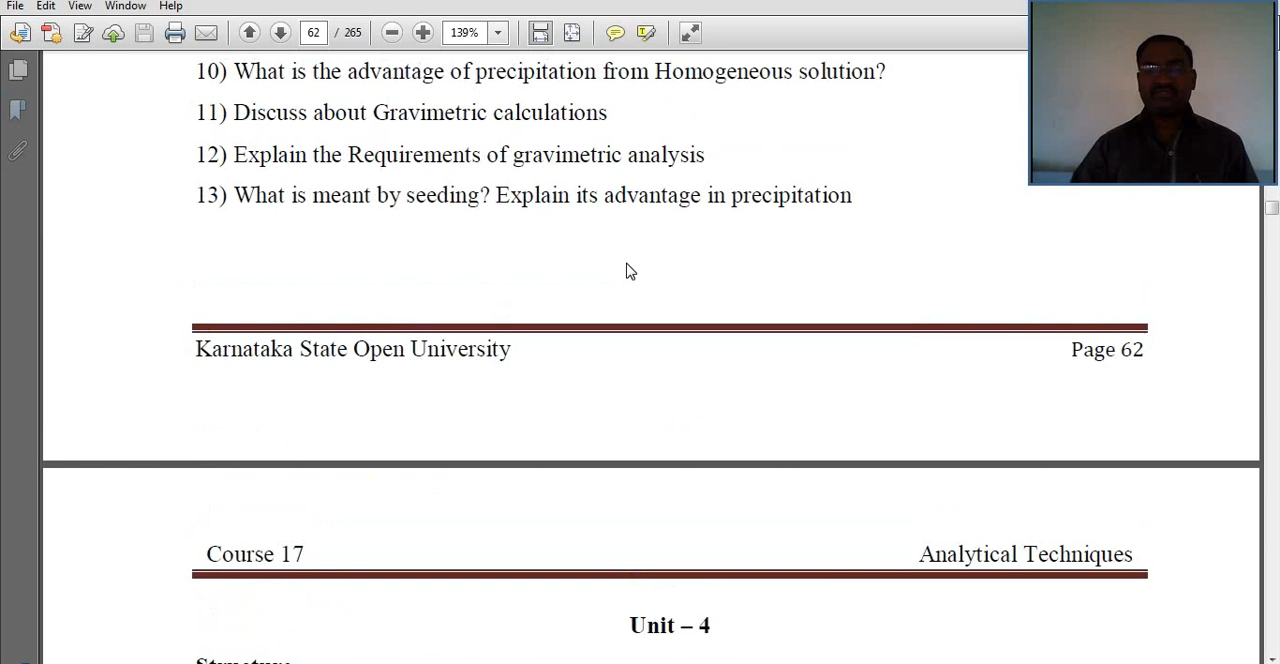 File Edit View Window Help
62 / 265 139%
10) What is the advantage of precipitation from Homogeneous solution?
11) Discuss about Gravimetric calculations
12) Explain the Requirements of gravimetric analysis
13) What is meant by seeding? Explain its advantage in precipitation
Karnataka State Open University Page 62
Course 17 Analytical Techniques
Unit – 4
Structure